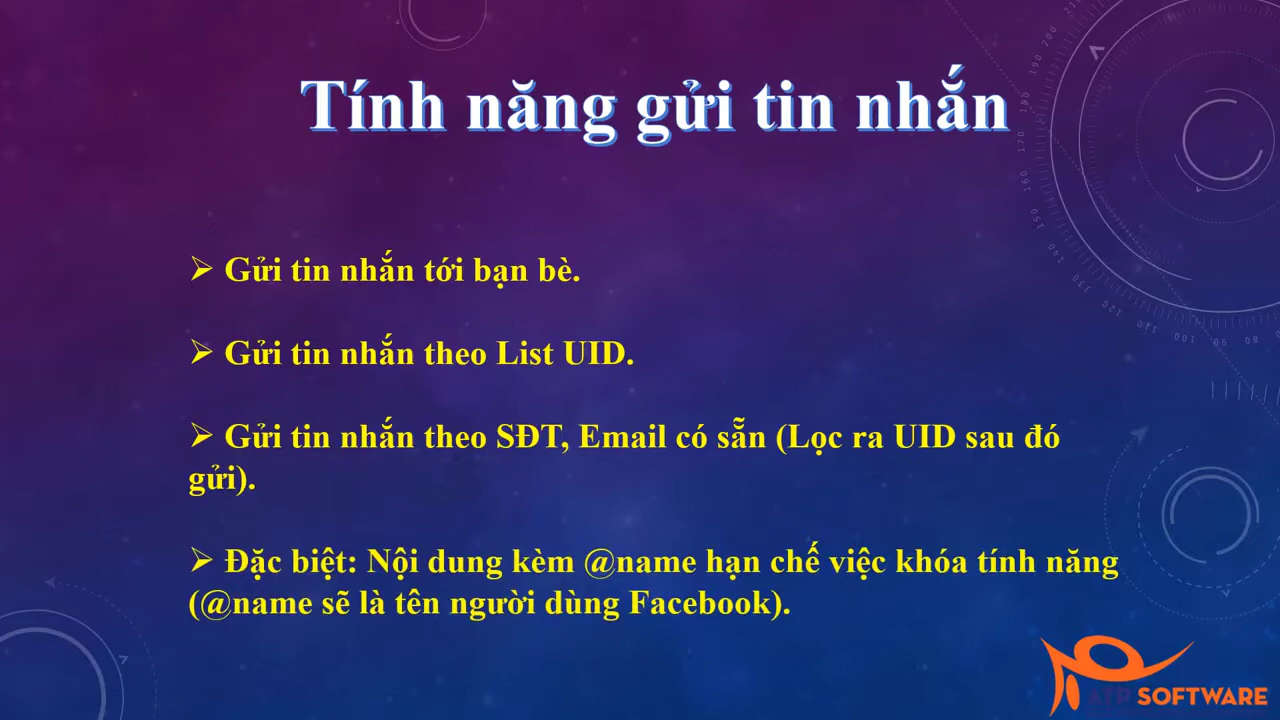 Tính năng gửi tin nhắn
➢ Gửi tin nhắn tới bạn bè.
➢ Gửi tin nhắn theo List UID.
➢ Gửi tin nhắn theo SĐT, Email có sẵn (Lọc ra UID sau đó
gửi).
➢ Đặc biệt: Nội dung kèm @name hạn chế việc khóa tính năng
(@name sẽ là tên người dùng Facebook).
ATP SOFTWARE